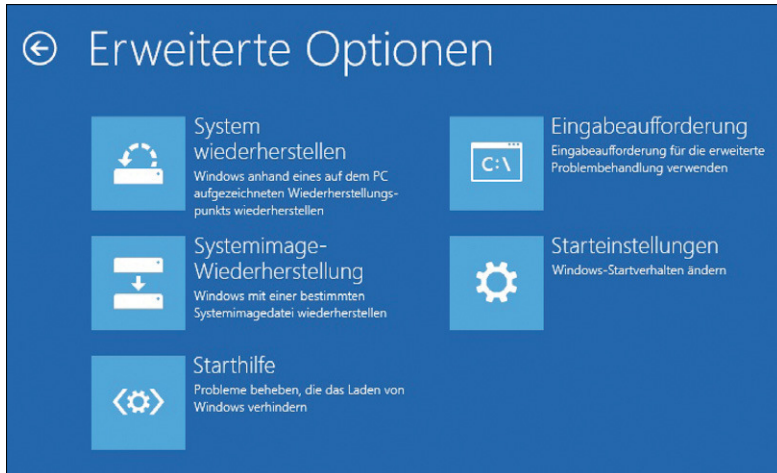 Erweiterte Optionen
System
wiederherstellen
Windows anhand eines auf dem PC
aufgezeichneten Wiederherstellungs-
punkts wiederherstellen
Systemimage-
Wiederherstellung
Windows mit einer bestimmten
Systemimagedatei wiederherstellen
Starthilfe
Probleme beheben, die das Laden von
Windows verhindern
C:\
Eingabeaufforderung
Eingabeaufforderung für die erweiterte
Problembehandlung verwenden
Starteinstellungen
Windows-Startverhalten ändern